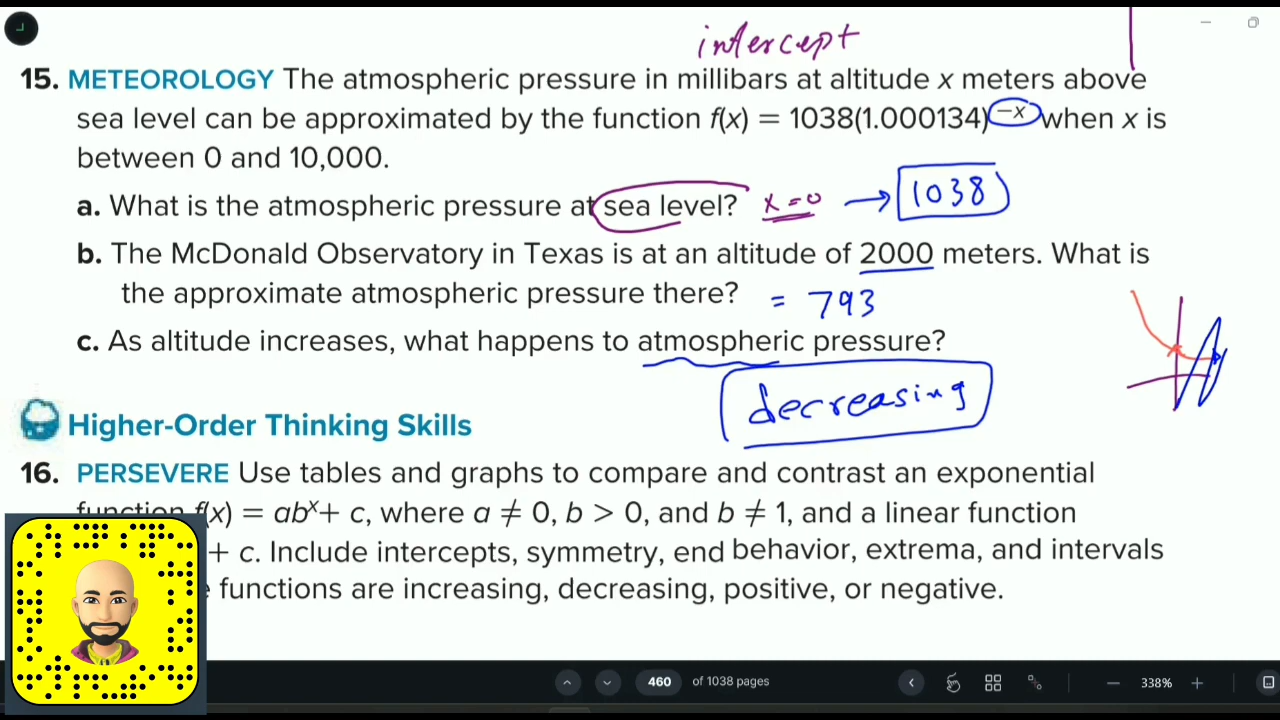 intercept
15. METEOROLOGY The atmospheric pressure in millibars at altitude x meters above
sea level can be approximated by the function f(x) = 1038(1.000134)⁻ˣ when x is
between 0 and 10,000.
a. What is the atmospheric pressure at sea level? x=0 → 1038
b. The McDonald Observatory in Texas is at an altitude of 2000 meters. What is
the approximate atmospheric pressure there? = 793
c. As altitude increases, what happens to atmospheric pressure?
decreasing
Higher-Order Thinking Skills
16. PERSEVERE Use tables and graphs to compare and contrast an exponential
function f(x) = abˣ+ c, where a ≠ 0, b > 0, and b ≠ 1, and a linear function
+ c. Include intercepts, symmetry, end behavior, extrema, and intervals
functions are increasing, decreasing, positive, or negative.
460 of 1038 pages 338%